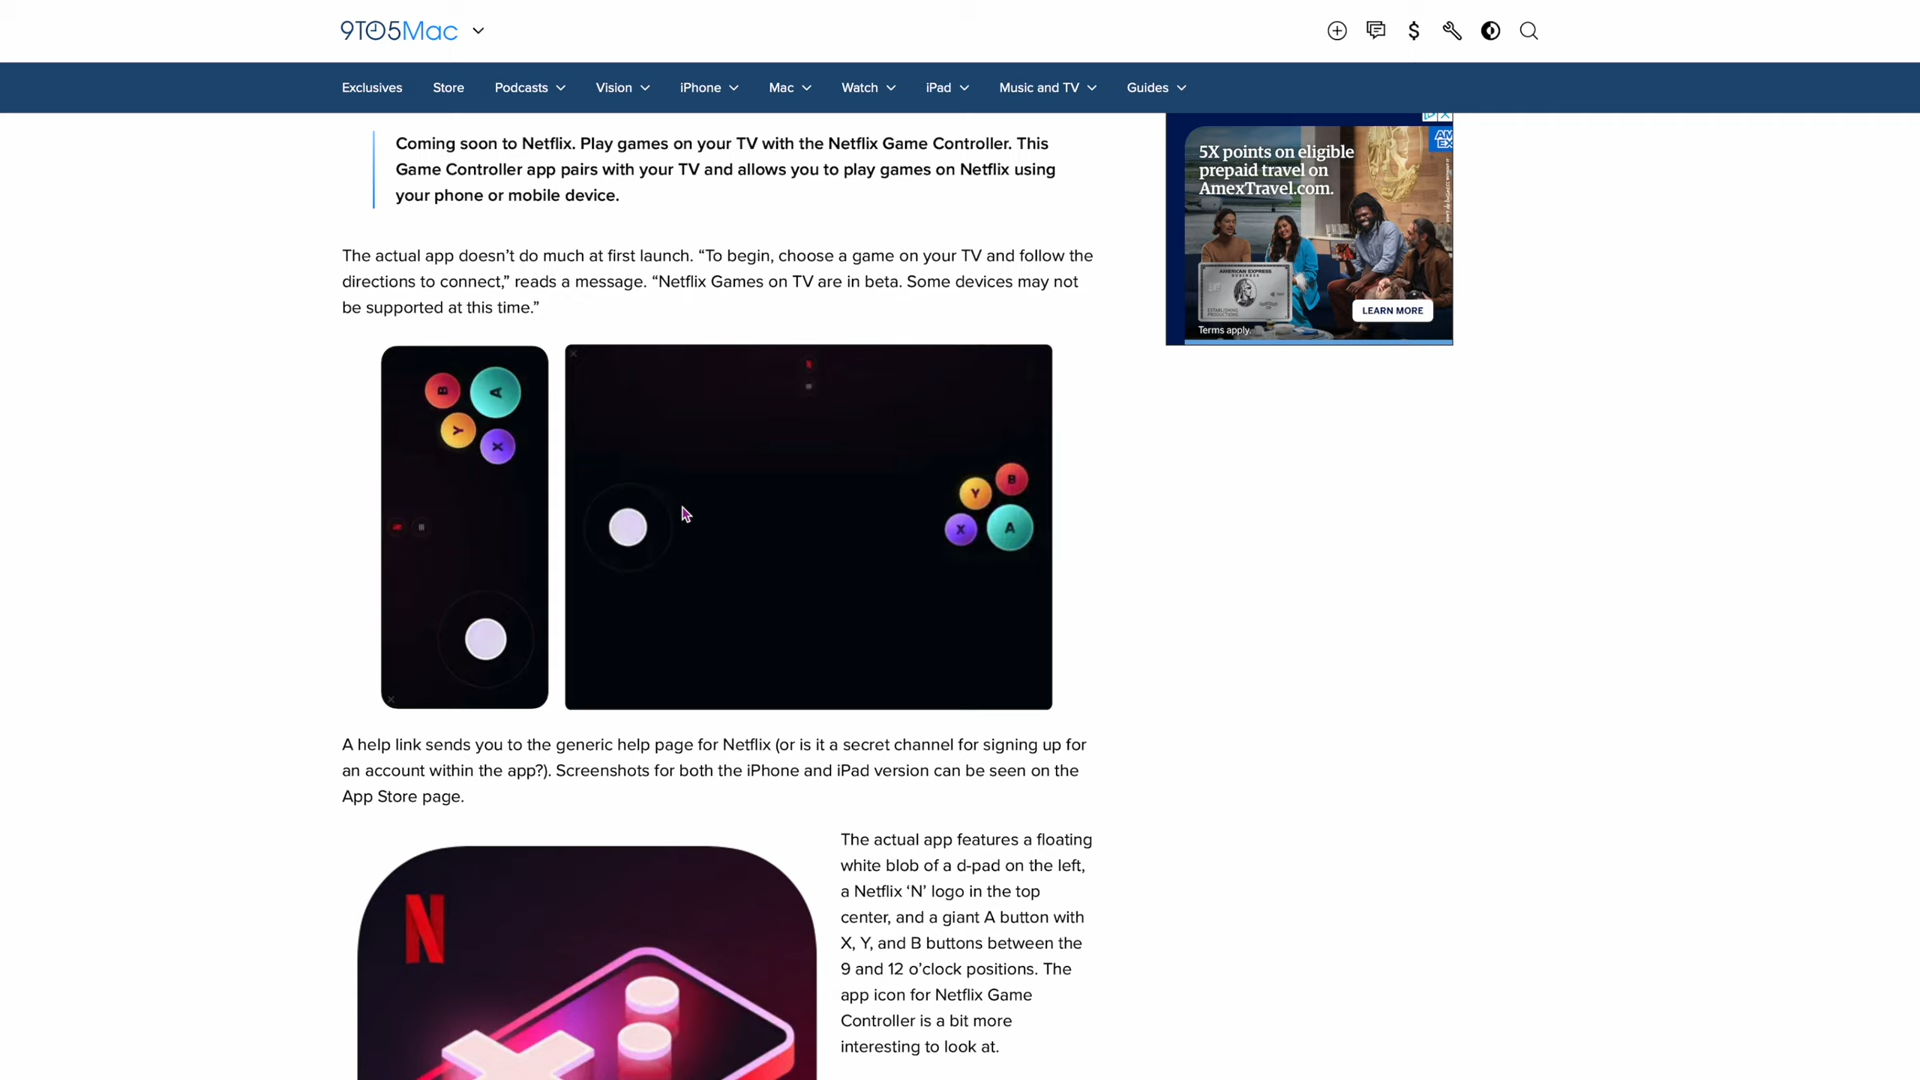 9TO5Mac
Exclusives
Store
Podcasts
Vision
iPhone
Mac
Watch
iPad
Music and TV
Guides
Coming soon to Netflix. Play games on your TV with the Netflix Game Controller. This
Game Controller app pairs with your TV and allows you to play games on Netflix using
your phone or mobile device.
5X points on eligible
prepaid travel on
AmexTravel.com.
AM
EX
AMERICAN EXPRESS
LEARN MORE
Terms apply.
The actual app doesn’t do much at first launch. “To begin, choose a game on your TV and follow the
directions to connect,” reads a message. “Netflix Games on TV are in beta. Some devices may not
be supported at this time.”
B
A
Y
X
Y
B
X
A
A help link sends you to the generic help page for Netflix (or is it a secret channel for signing up for
an account within the app?). Screenshots for both the iPhone and iPad version can be seen on the
App Store page.
N
The actual app features a floating
white blob of a d-pad on the left,
a Netflix ‘N’ logo in the top
center, and a giant A button with
X, Y, and B buttons between the
9 and 12 o’clock positions. The
app icon for Netflix Game
Controller is a bit more
interesting to look at.